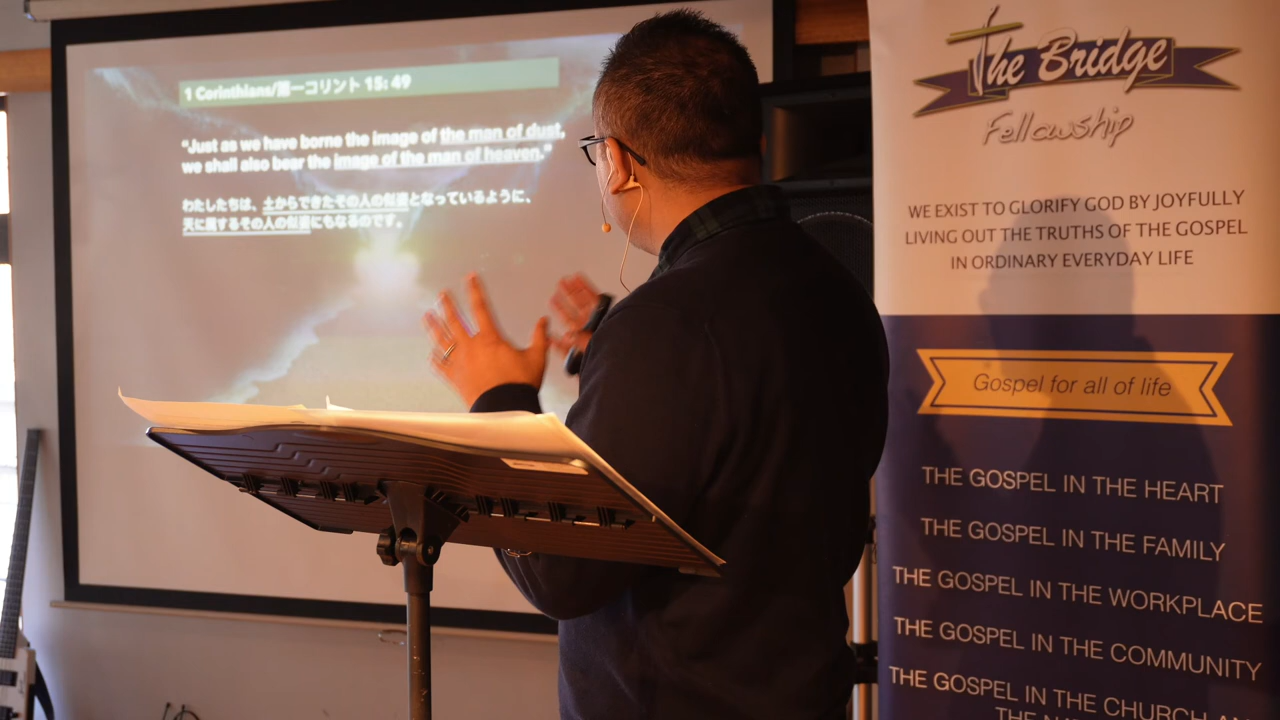 1 Corinthians/第一コリント 15: 49
"Just as we have borne the image of the man of dust,
we shall also bear the image of the man of heaven."
わたしたちは、土からできたその人の似姿となっているように、
天に属するその人の似姿にもなるのです。
The Bridge
Fellowship
WE EXIST TO GLORIFY GOD BY JOYFULLY
LIVING OUT THE TRUTHS OF THE GOSPEL
IN ORDINARY EVERYDAY LIFE
Gospel for all of life
THE GOSPEL IN THE HEART
THE GOSPEL IN THE FAMILY
THE GOSPEL IN THE WORKPLACE
THE GOSPEL IN THE COMMUNITY
THE GOSPEL IN THE CHURCH
THE